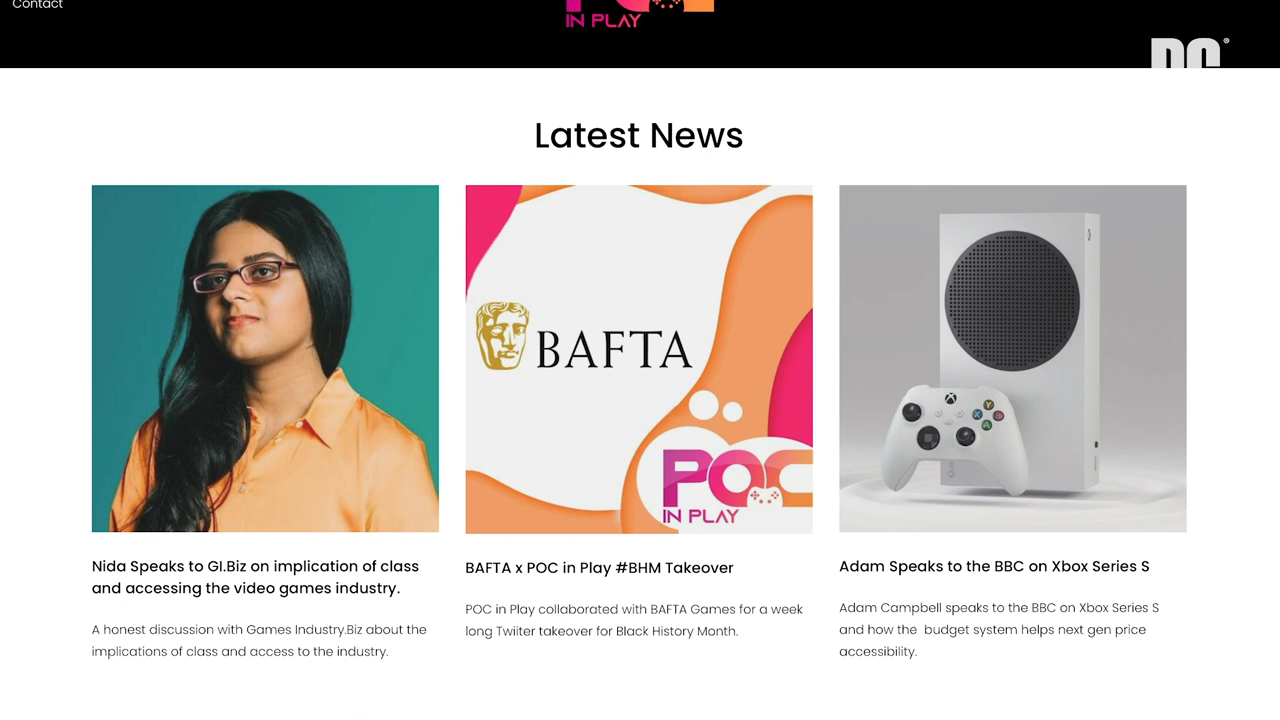 Contact
IN PLAY
Latest News
BAFTA
POC
IN PLAY
Nida Speaks to GI.Biz on implication of class
and accessing the video games industry.
A honest discussion with Games Industry.Biz about the
implications of class and access to the industry.
BAFTA x POC in Play #BHM Takeover
POC in Play collaborated with BAFTA Games for a week
long Twiiter takeover for Black History Month.
Adam Speaks to the BBC on Xbox Series S
Adam Campbell speaks to the BBC on Xbox Series S
and how the budget system helps next gen price
accessibility.